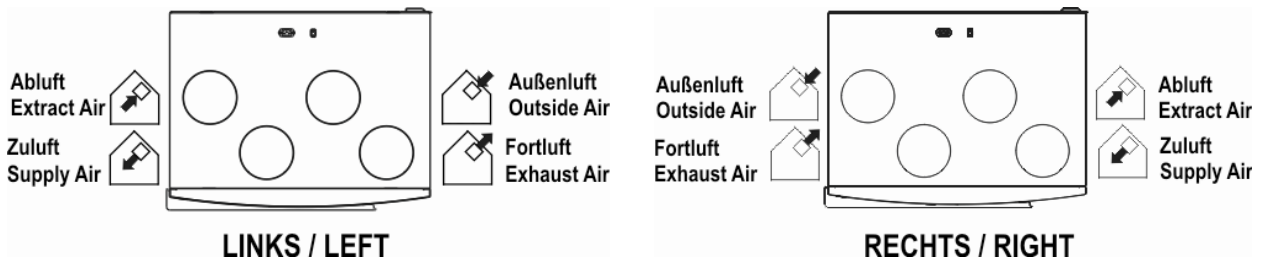 Abluft
Extract Air
Zuluft
Supply Air
Außenluft
Outside Air
Fortluft
Exhaust Air
LINKS / LEFT
Außenluft
Outside Air
Fortluft
Exhaust Air
Abluft
Extract Air
Zuluft
Supply Air
RECHTS / RIGHT